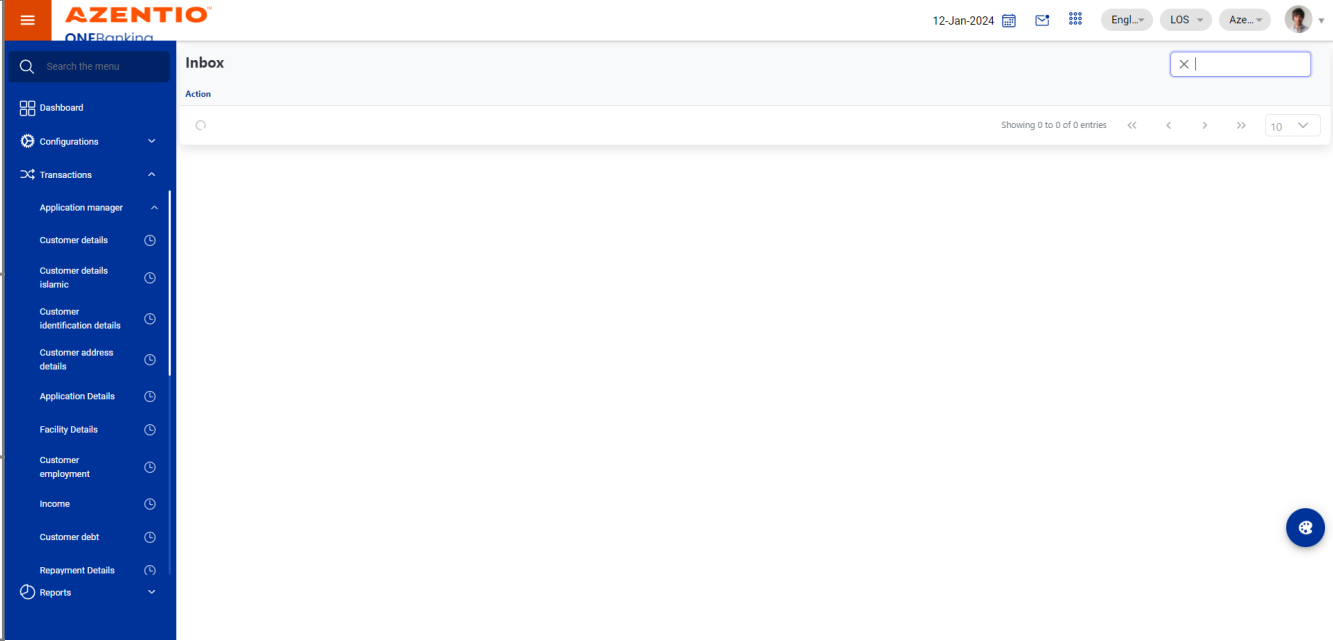 AZENTIO
ONEBanking
12-Jan-2024
Engl...
LOS
Aze...
Search the menu
Dashboard
Configurations
Transactions
Application manager
Customer details
Customer details
islamic
Customer
identification details
Customer address
details
Application Details
Facility Details
Customer
employment
Income
Customer debt
Repayment Details
Reports
Inbox
Action
Showing 0 to 0 of 0 entries
10